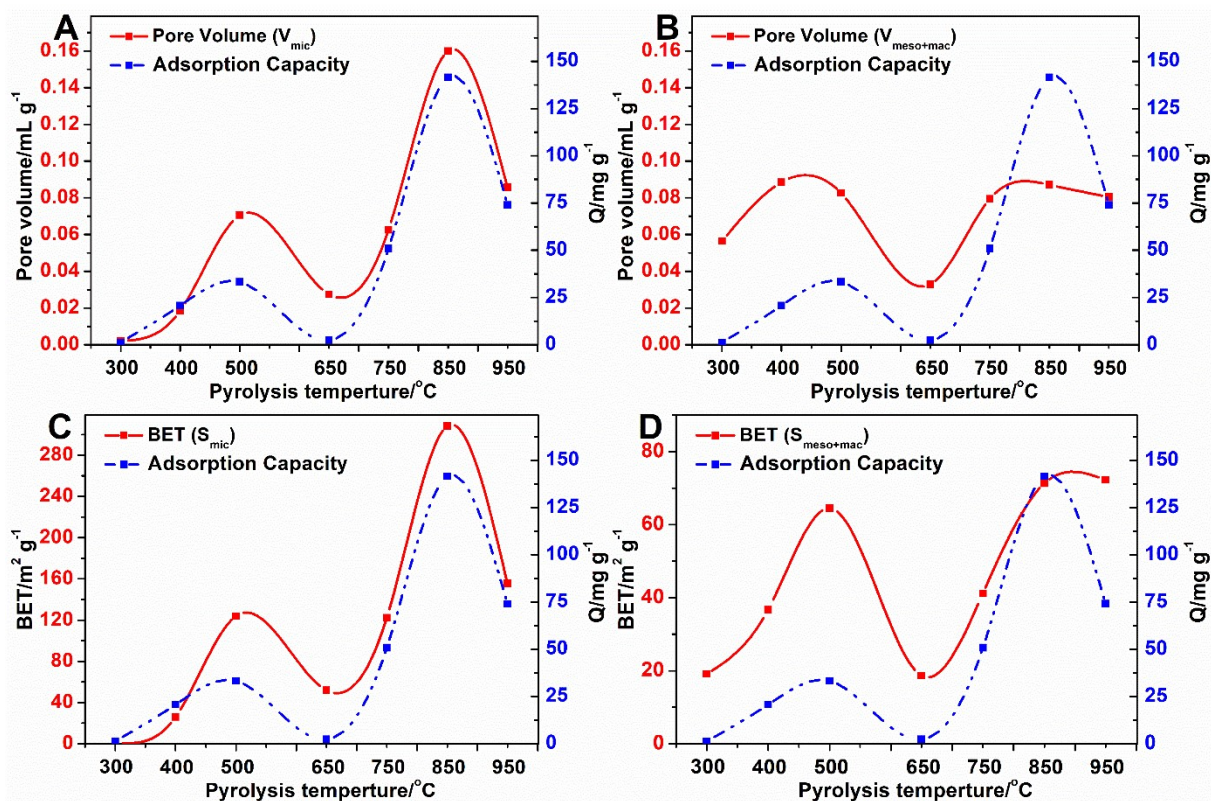 A
Pore Volume (V_mic)
Adsorption Capacity
Pore volume/mL g⁻¹
0.16
0.14
0.12
0.10
0.08
0.06
0.04
0.02
0.00
Q/mg g⁻¹
150
125
100
75
50
25
0
300 400 500 650 750 850 950
Pyrolysis temperture/°C
B
Pore Volume (V_meso+mac)
Adsorption Capacity
Pore volume/mL g⁻¹
0.16
0.14
0.12
0.10
0.08
0.06
0.04
0.02
0.00
Q/mg g⁻¹
150
125
100
75
50
25
0
300 400 500 650 750 850 950
Pyrolysis temperture/°C
C
BET (S_mic)
Adsorption Capacity
BET/m² g⁻¹
280
240
200
160
120
80
40
0
Q/mg g⁻¹
150
125
100
75
50
25
0
300 400 500 650 750 850 950
Pyrolysis temperture/°C
D
BET (S_meso+mac)
Adsorption Capacity
BET/m² g⁻¹
80
60
40
20
0
Q/mg g⁻¹
150
125
100
75
50
25
0
300 400 500 650 750 850 950
Pyrolysis temperture/°C